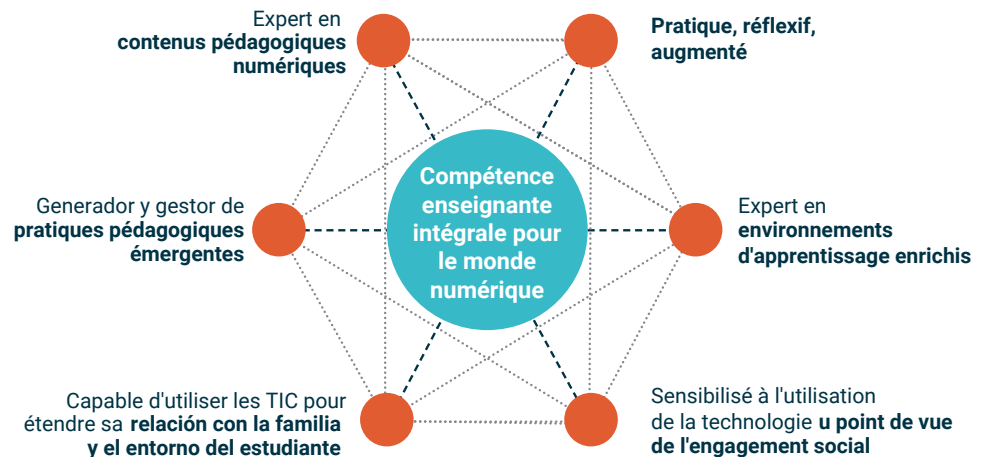 Expert en
contenus pédagogiques
numériques
Pratique, réflexif,
augmenté
Compétence
enseignante
intégrale pour
le monde
numérique
Generador y gestor de
pratiques pédagogiques
émergentes
Expert en
environnements
d'apprentissage enrichis
Capable d'utiliser les TIC pour
étendre sa relación con la familia
y el entorno del estudiante
Sensibilisé à l'utilisation
de la technologie u point de vue
de l'engagement social